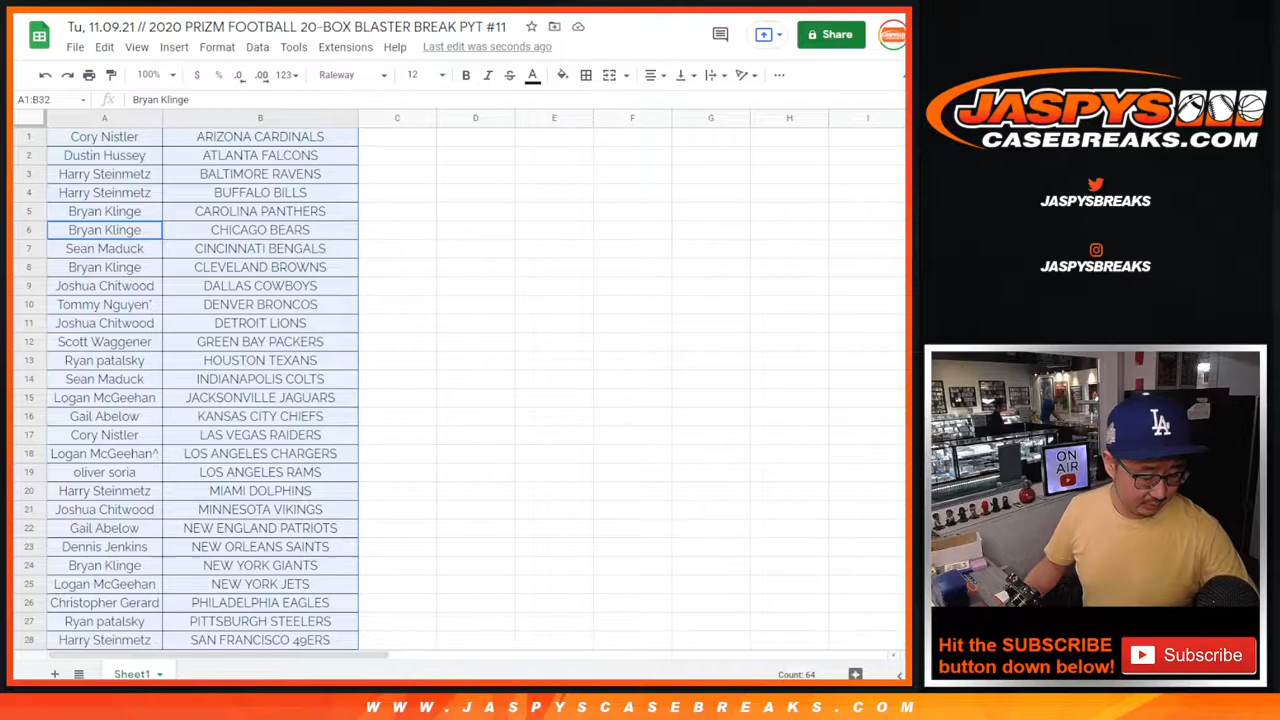 Tu, 11.09.21 // 2020 PRIZM FOOTBALL 20-BOX BLASTER BREAK PYT #11
File Edit View Insert Format Data Tools Extensions Help Last edit was seconds ago
Share
100% $ % .0 .00 123 Raleway 12 B I S A
A1:B32 fx Bryan Klinge
A B C D E F G H I
1 Cory Nistler ARIZONA CARDINALS
2 Dustin Hussey ATLANTA FALCONS
3 Harry Steinmetz BALTIMORE RAVENS
4 Harry Steinmetz BUFFALO BILLS
5 Bryan Klinge CAROLINA PANTHERS
6 Bryan Klinge CHICAGO BEARS
7 Sean Maduck CINCINNATI BENGALS
8 Bryan Klinge CLEVELAND BROWNS
9 Joshua Chitwood DALLAS COWBOYS
10 Tommy Nguyen* DENVER BRONCOS
11 Joshua Chitwood DETROIT LIONS
12 Scott Waggener GREEN BAY PACKERS
13 Ryan patalsky HOUSTON TEXANS
14 Sean Maduck INDIANAPOLIS COLTS
15 Logan McGeehan JACKSONVILLE JAGUARS
16 Gail Abelow KANSAS CITY CHIEFS
17 Cory Nistler LAS VEGAS RAIDERS
18 Logan McGeehan^ LOS ANGELES CHARGERS
19 oliver soria LOS ANGELES RAMS
20 Harry Steinmetz MIAMI DOLPHINS
21 Joshua Chitwood MINNESOTA VIKINGS
22 Gail Abelow NEW ENGLAND PATRIOTS
23 Dennis Jenkins NEW ORLEANS SAINTS
24 Bryan Klinge NEW YORK GIANTS
25 Logan McGeehan NEW YORK JETS
26 Christopher Gerard PHILADELPHIA EAGLES
27 Ryan patalsky PITTSBURGH STEELERS
28 Harry Steinmetz SAN FRANCISCO 49ERS
Sheet1
Count: 64
JASPYS
CASEBREAKS.COM
JASPYSBREAKS
JASPYSBREAKS
ON
AIR
LA
Hit the SUBSCRIBE
button down below!
Subscribe
WWW.JASPYSCASEBREAKS.COM